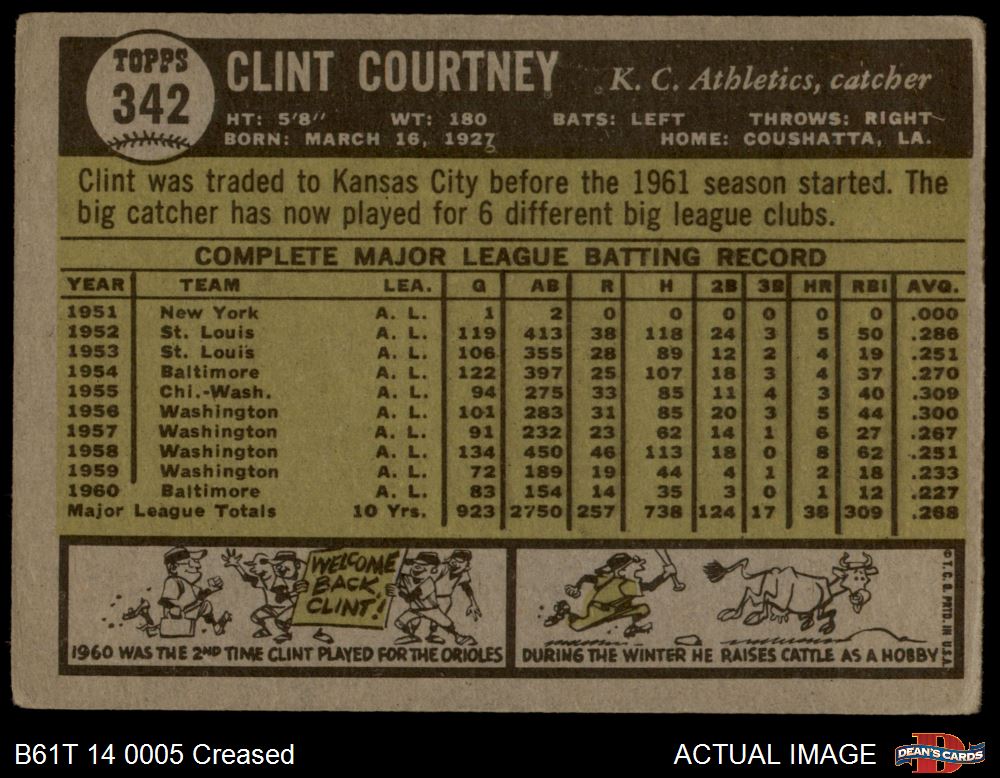 TOPPS
342
CLINT COURTNEY K. C. Athletics, catcher
HT: 5'8" WT: 180 BATS: LEFT THROWS: RIGHT
BORN: MARCH 16, 1927 HOME: COUSHATTA, LA.
Clint was traded to Kansas City before the 1961 season started. The
big catcher has now played for 6 different big league clubs.
COMPLETE MAJOR LEAGUE BATTING RECORD
YEAR TEAM LEA. G AB R H 2B 3B HR RBI AVG.
1951 New York A. L. 1 2 0 0 0 0 0 0 .000
1952 St. Louis A. L. 119 413 38 118 24 3 5 50 .286
1953 St. Louis A. L. 106 355 28 89 12 2 4 19 .251
1954 Baltimore A. L. 122 397 25 107 18 3 4 37 .270
1955 Chi.-Wash. A. L. 94 275 33 85 11 4 3 40 .309
1956 Washington A. L. 101 283 31 85 20 3 5 44 .300
1957 Washington A. L. 91 232 23 62 14 1 6 27 .267
1958 Washington A. L. 134 450 46 113 18 0 8 62 .251
1959 Washington A. L. 72 189 19 44 4 1 2 18 .233
1960 Baltimore A. L. 83 154 14 35 3 0 1 12 .227
Major League Totals 10 Yrs. 923 2750 257 738 124 17 38 309 .268
WELCOME
BACK,
CLINT!
1960 WAS THE 2ND TIME CLINT PLAYED FOR THE ORIOLES
DURING THE WINTER HE RAISES CATTLE AS A HOBBY
© T. C. G. PRTD. IN U.S.A.
B61T 14 0005 Creased ACTUAL IMAGE
DEAN'S CARDS